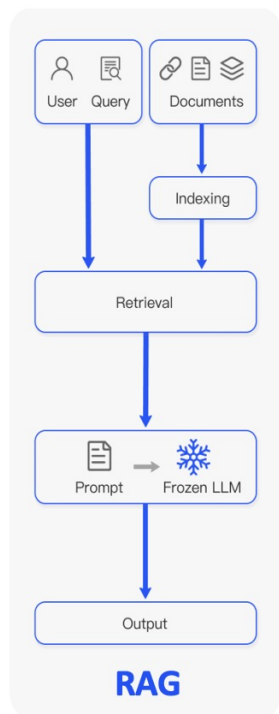 User Query
Documents
Indexing
Retrieval
Prompt
Frozen LLM
Output
RAG